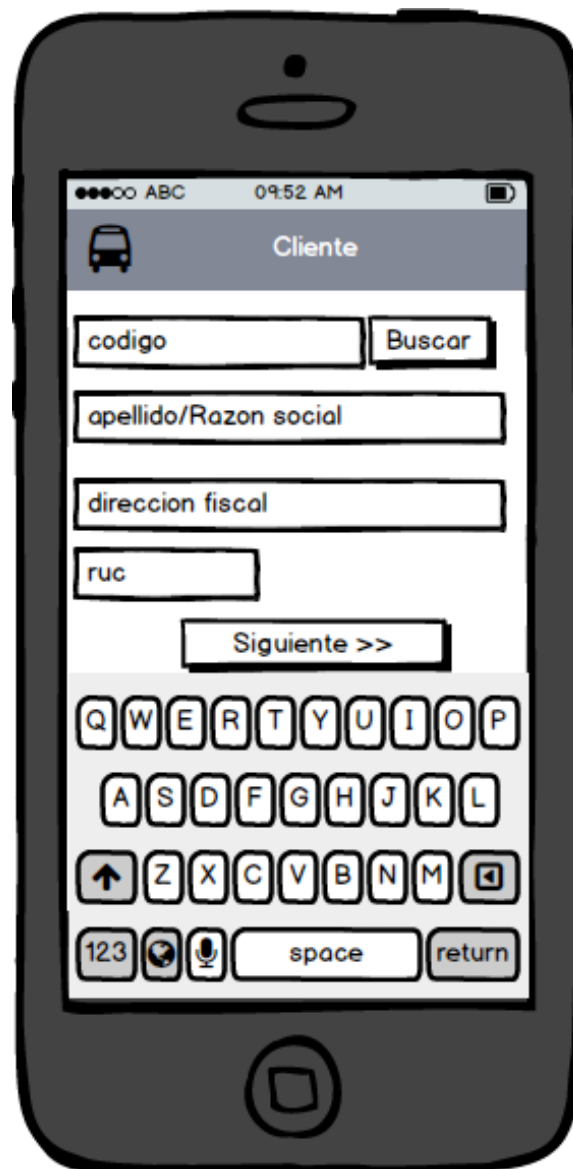 ABC 09:52 AM
Cliente
codigo Buscar
apellido/Razon social
direccion fiscal
ruc
Siguiente >>
Q W E R T Y U I O P
A S D F G H J K L
Z X C V B N M
123 space return